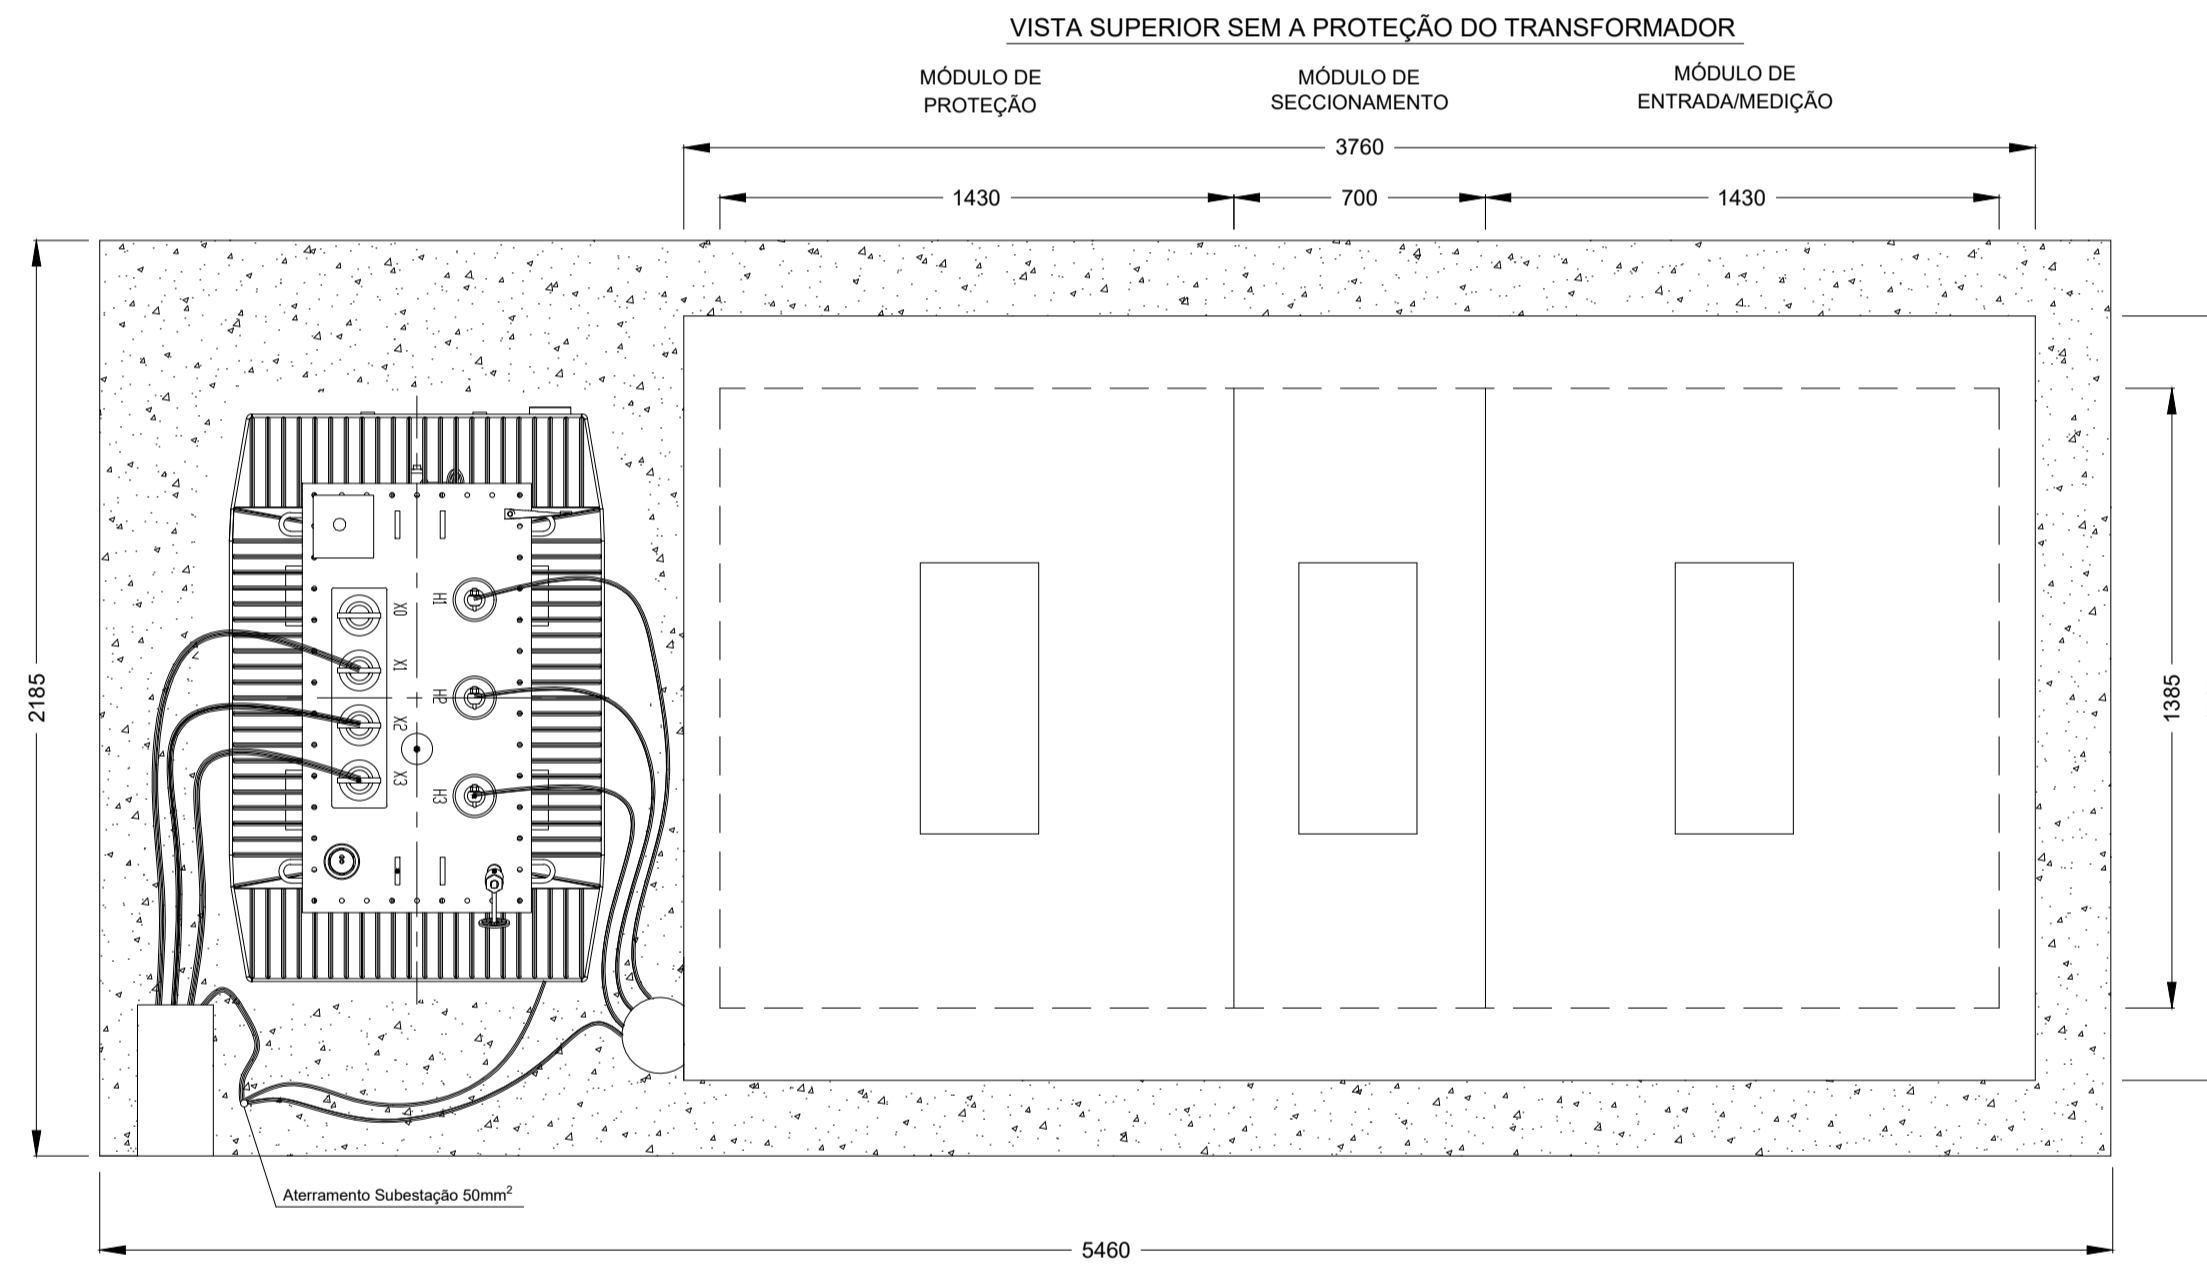 VISTA SUPERIOR SEM A PROTEÇÃO DO TRANSFORMADOR
MÓDULO DE
PROTEÇÃO
MÓDULO DE
SECCIONAMENTO
MÓDULO DE
ENTRADA/MEDIÇÃO
3760
1430
700
1430
2185
1385
X0
X1
X2
X3
H1
H2
H3
Aterramento Subestação 50mm²
5460